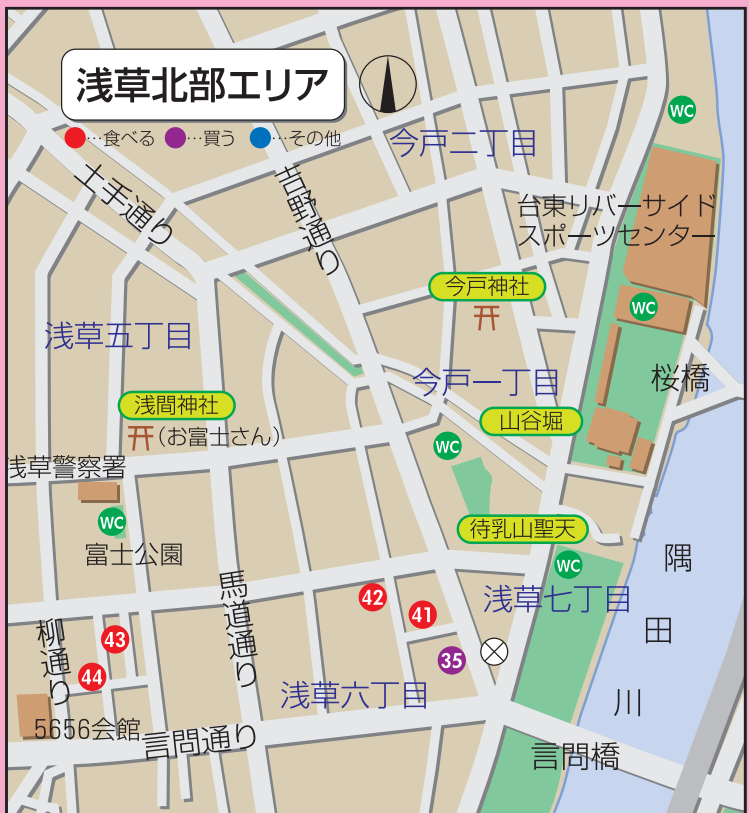 浅草北部エリア
…食べる …買う …その他
WC
今戸二丁目
土手通り
吉野通り
台東リバーサイド
スポーツセンター
今戸神社
WC
浅草五丁目
桜橋
今戸一丁目
浅間神社
(お富士さん)
山谷堀
WC
浅草警察署
WC
待乳山聖天
富士公園
WC
隅田川
馬道通り
浅草七丁目
42
41
柳通り
43
44
35
浅草六丁目
5656会館
言問通り
言問橋